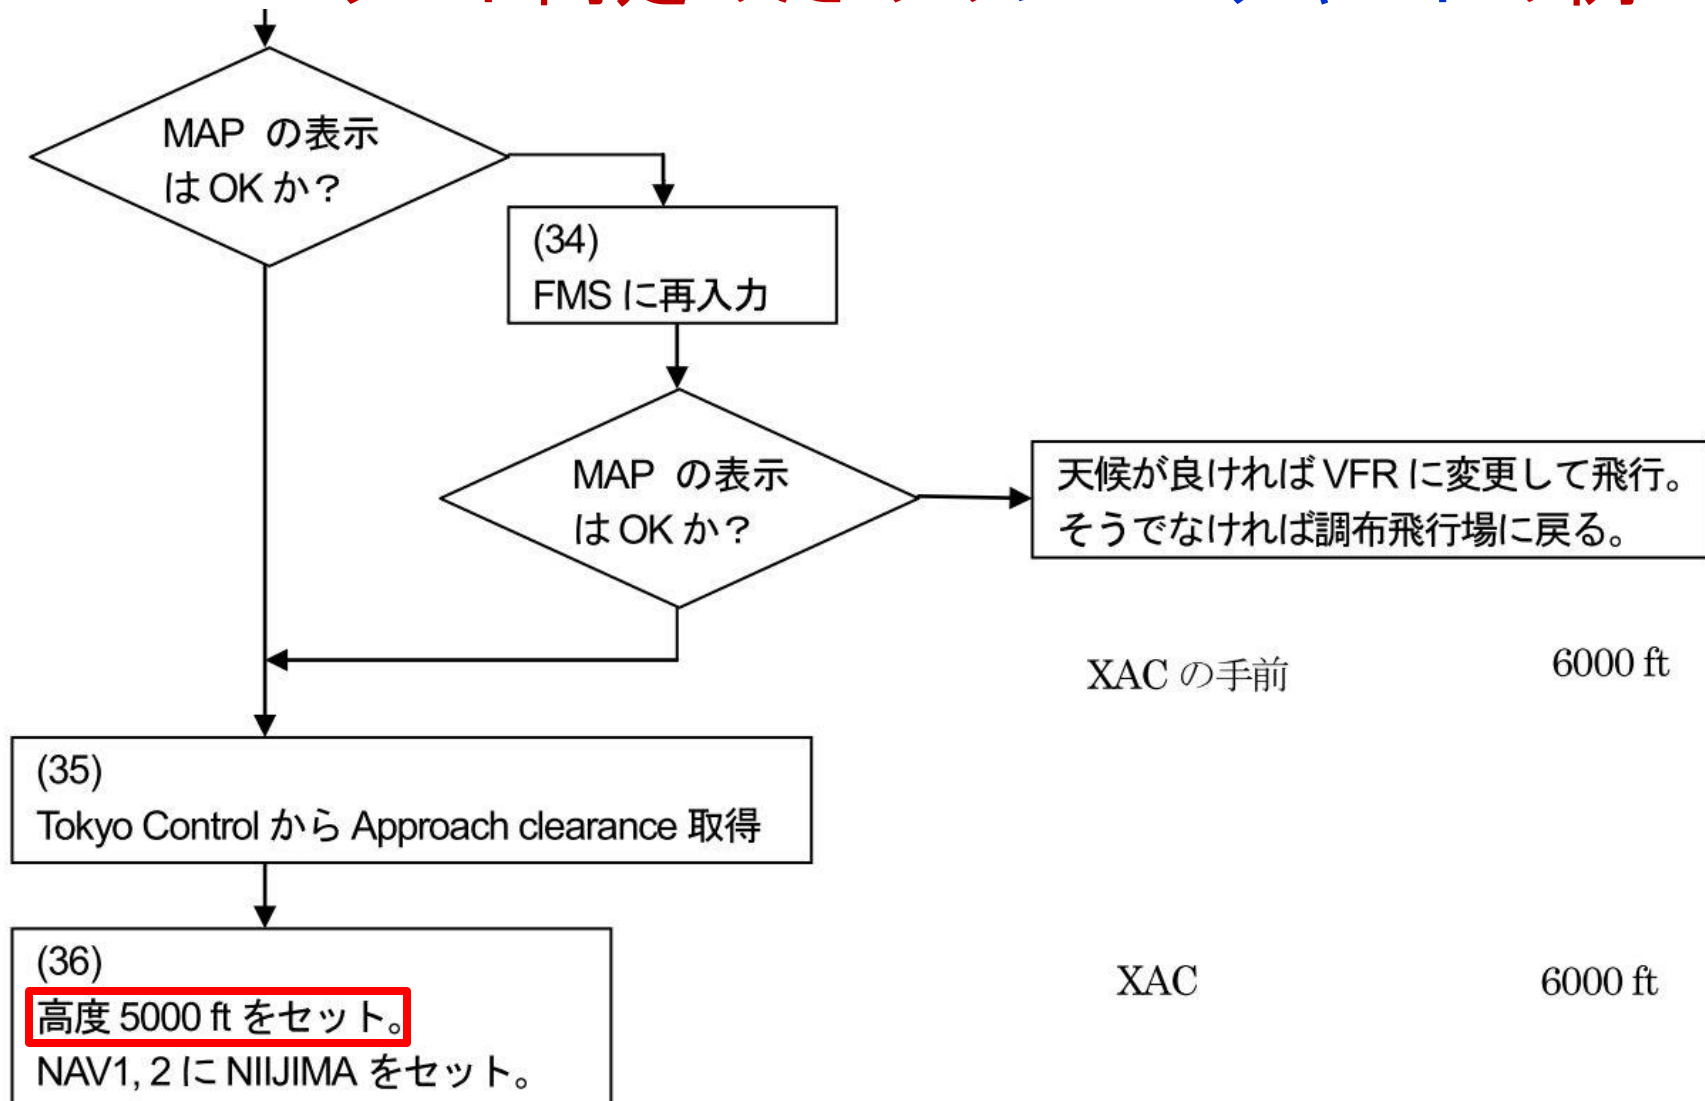 MAP の表示
は OK か？
(34)
FMS に再入力
MAP の表示
は OK か？
天候が良ければ VFR に変更して飛行。
そうでなければ調布飛行場に戻る。
XAC の手前
6000 ft
(35)
Tokyo Control から Approach clearance 取得
(36)
高度 5000 ft をセット。
NAV1, 2 に NIIJIMA をセット。
XAC
6000 ft